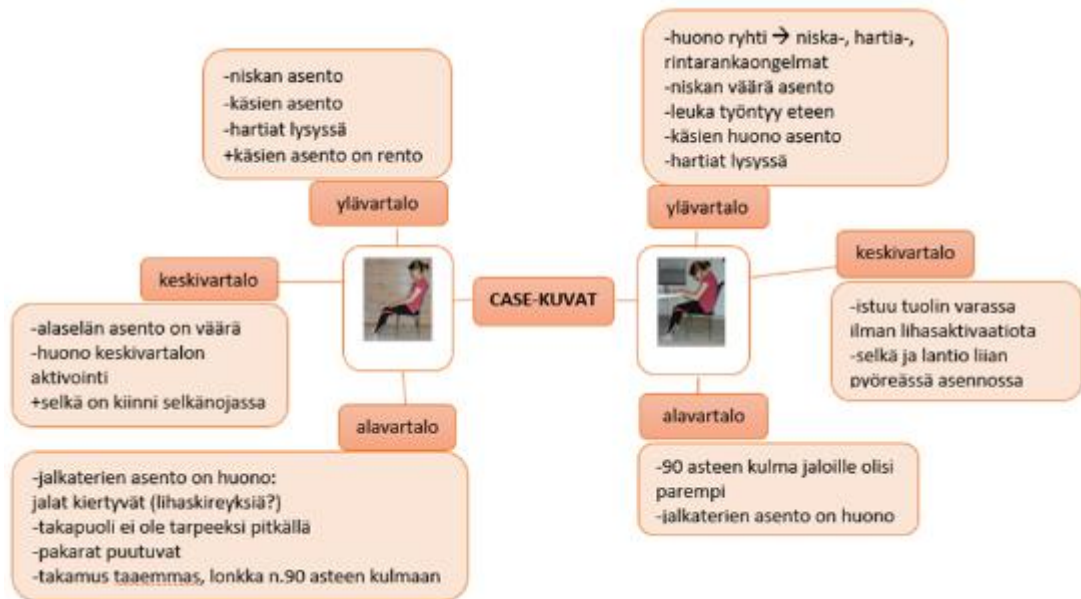 -niskan asento
-käsien asento
-hartiat lysyssä
+käsien asento on rento
ylävartalo
keskivartalo
-alaselän asento on väärä
-huono keskivartalon
aktivointi
+selkä on kiinni selkänojassa
alavartalo
-jalkaterien asento on huono:
jalat kiertyvät (lihaskireyksiä?)
-takapuoli ei ole tarpeeksi pitkällä
-pakarat puutuvat
-takamus taaemmas, lonkka n.90 asteen kulmaan
CASE-KUVAT
-huono ryhti → niska-, hartia-,
rintarankaongelmat
-niskan väärä asento
-leuka työntyy eteen
-käsien huono asento
-hartiat lysyssä
ylävartalo
keskivartalo
-istuu tuolin varassa
ilman lihasaktivaatiota
-selkä ja lantio liian
pyöreässä asennossa
alavartalo
-90 asteen kulma jaloille olisi
parempi
-jalkaterien asento on huono